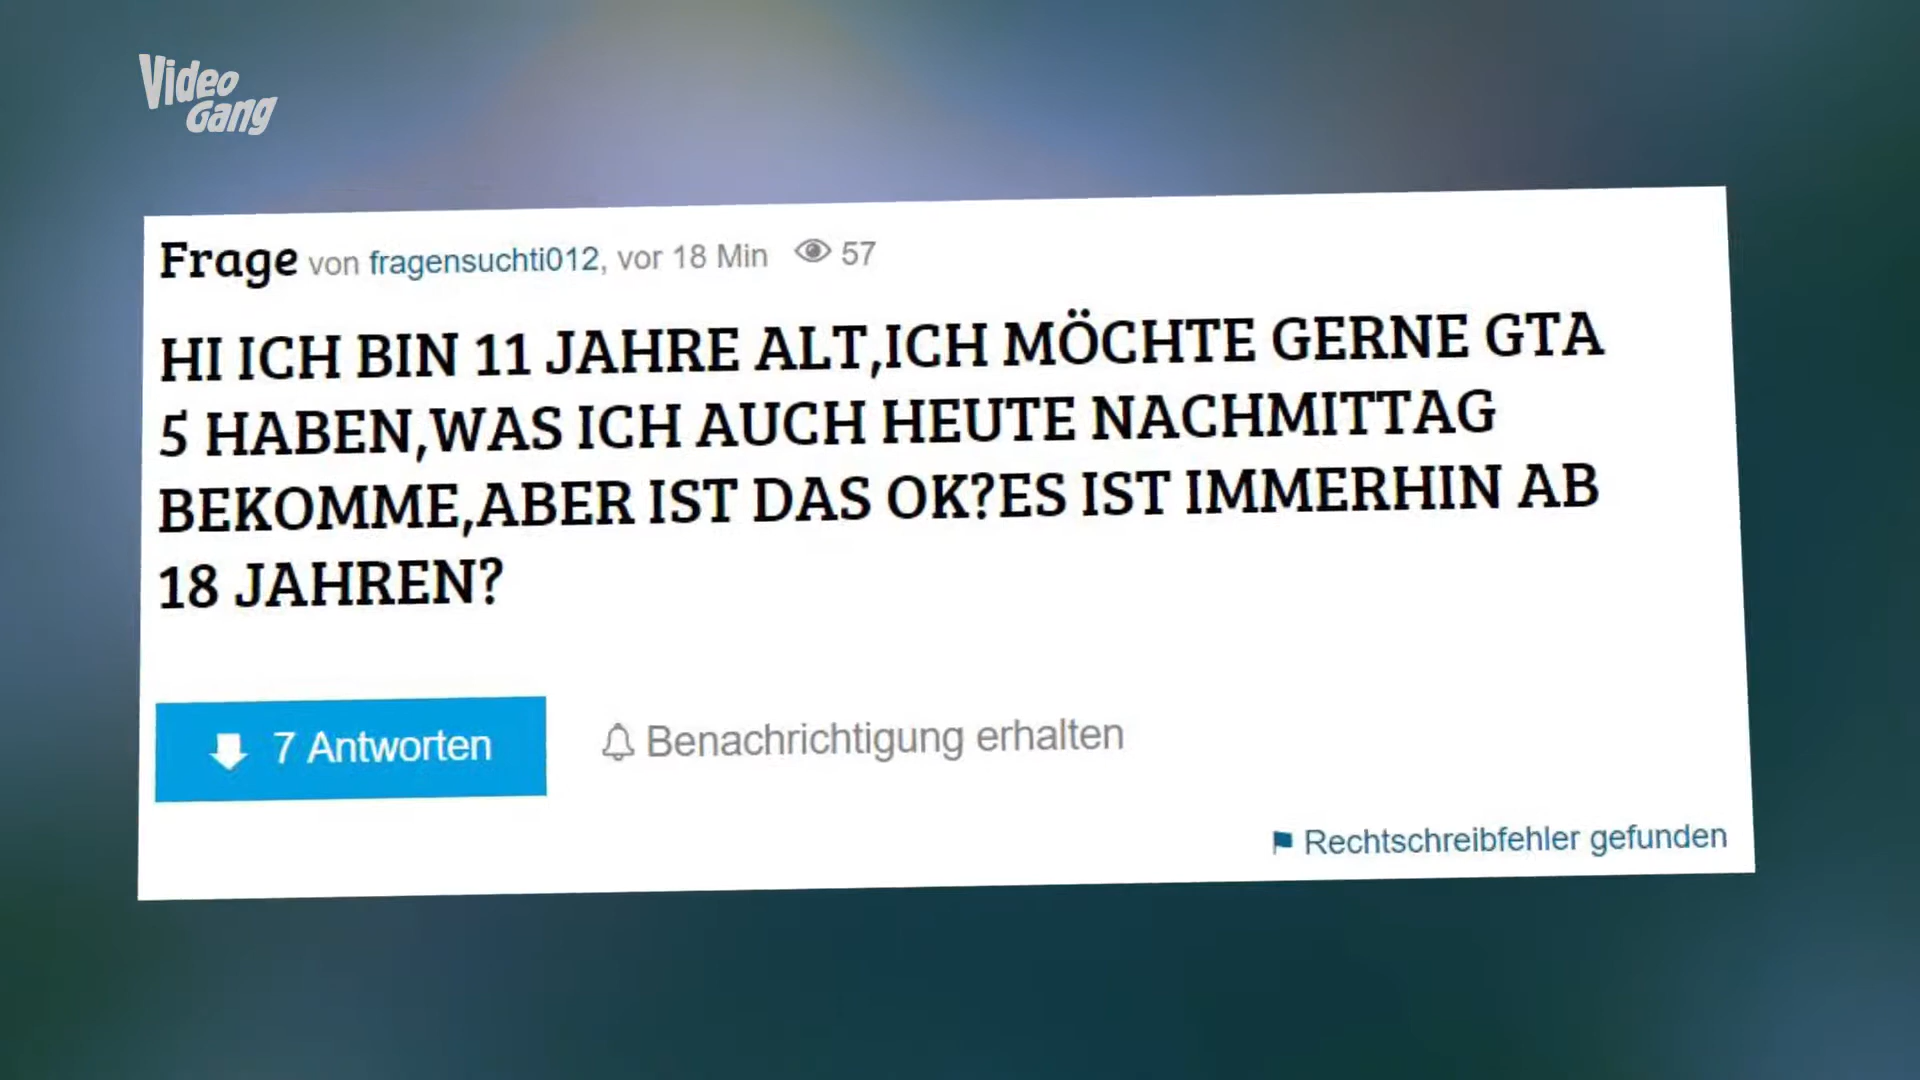 Video
Gang
Frage von fragensuchti012, vor 18 Min 57
HI ICH BIN 11 JAHRE ALT,ICH MÖCHTE GERNE GTA
5 HABEN,WAS ICH AUCH HEUTE NACHMITTAG
BEKOMME,ABER IST DAS OK?ES IST IMMERHIN AB
18 JAHREN?
7 Antworten Benachrichtigung erhalten
Rechtschreibfehler gefunden